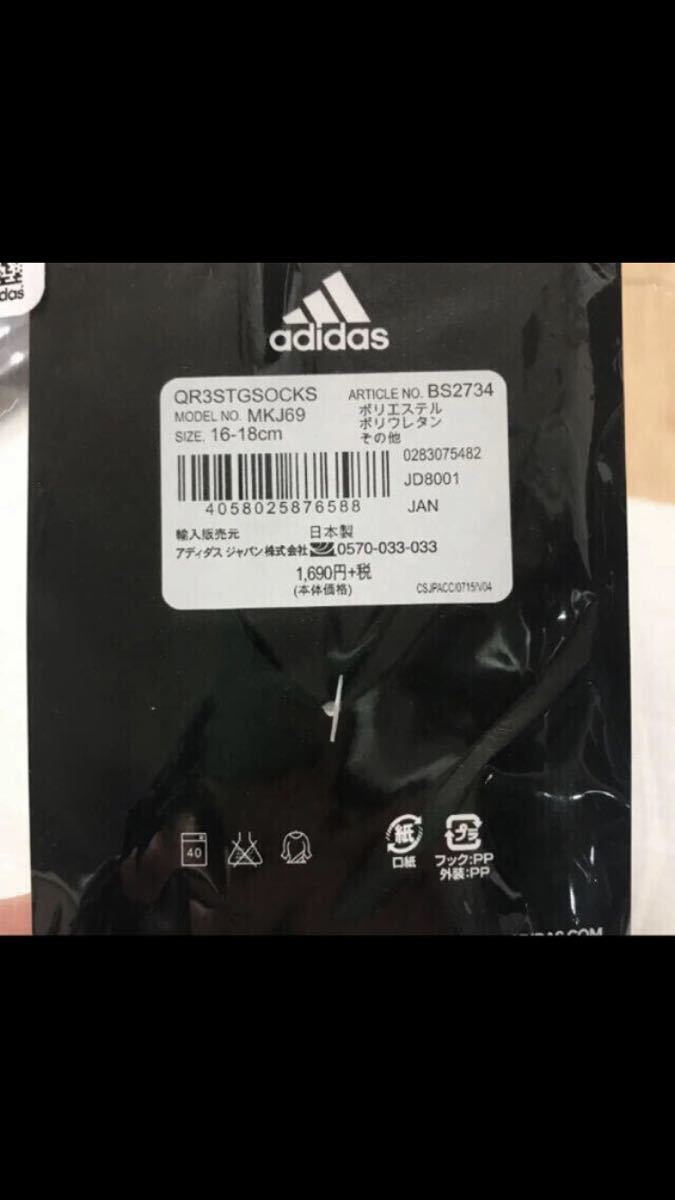 das
adidas
QR3STGSOCKS ARTICLE NO. BS2734
MODEL NO. MKJ69 ポリエステル
ポリウレタン
SIZE. 16-18cm その他
0283075482
JD8001
4058025876588 JAN
輸入販売元 日本製
アディダス ジャパン株式会社 0570-033-033
1,690円+税
(本体価格) CSJPACC/0715/V04
40
紙 プラ
口紙 フック:PP
外装:PP
ADIDAS.COM